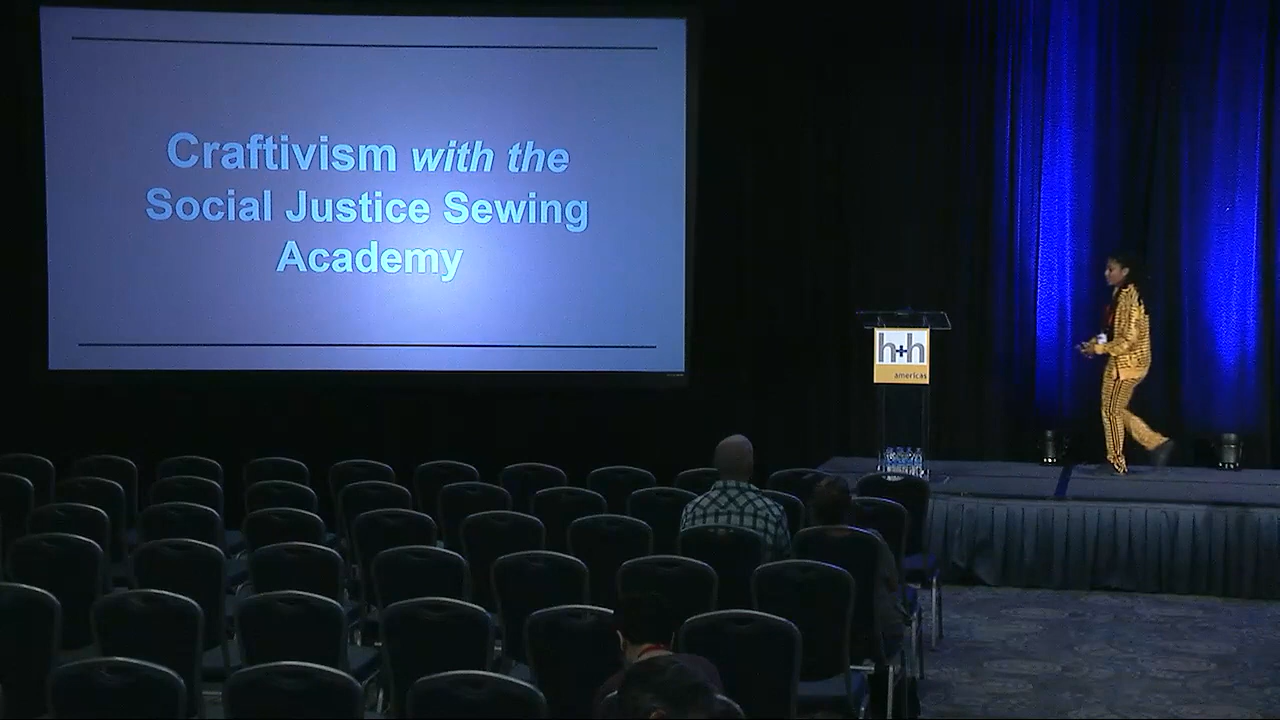 Craftivism with the
Social Justice Sewing
Academy
h+h
americas